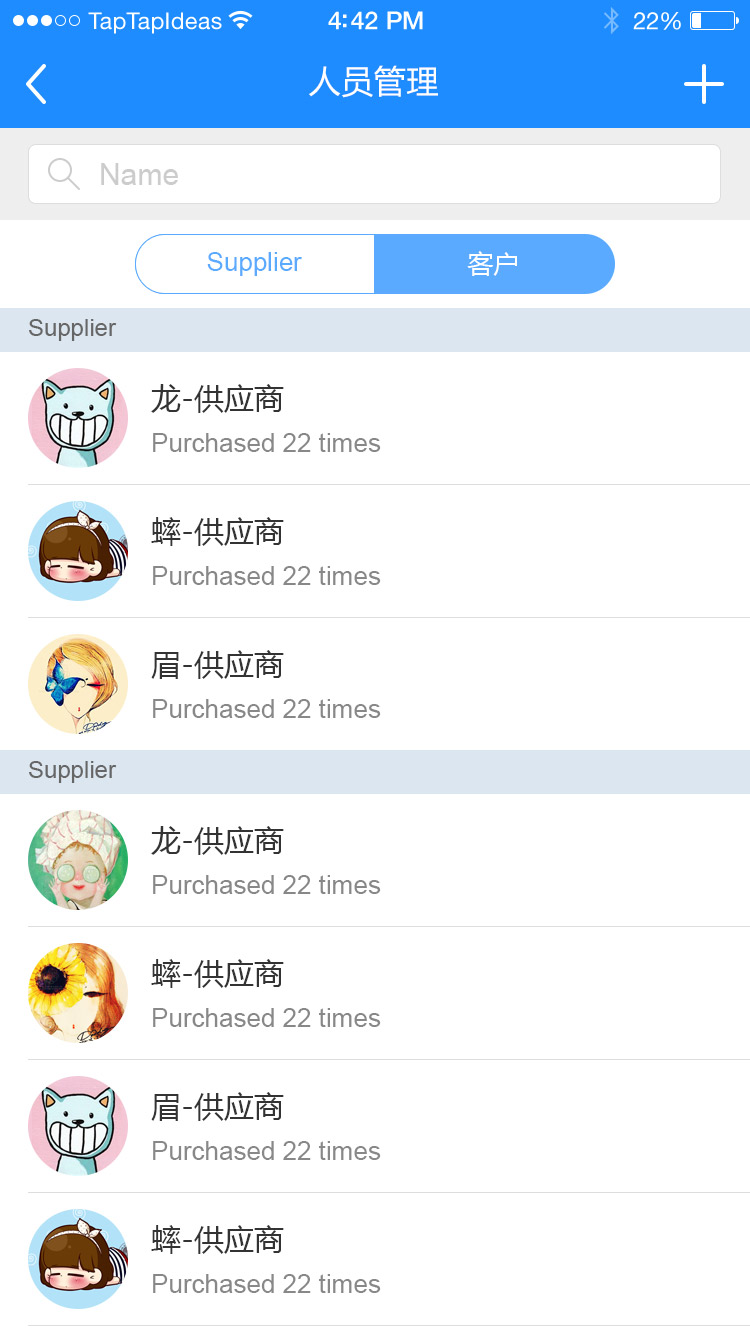 TapTapIdeas 4:42 PM 22%
人员管理
Name
Supplier 客户
Supplier
龙-供应商
Purchased 22 times
蟀-供应商
Purchased 22 times
眉-供应商
Purchased 22 times
Supplier
龙-供应商
Purchased 22 times
蟀-供应商
Purchased 22 times
眉-供应商
Purchased 22 times
蟀-供应商
Purchased 22 times